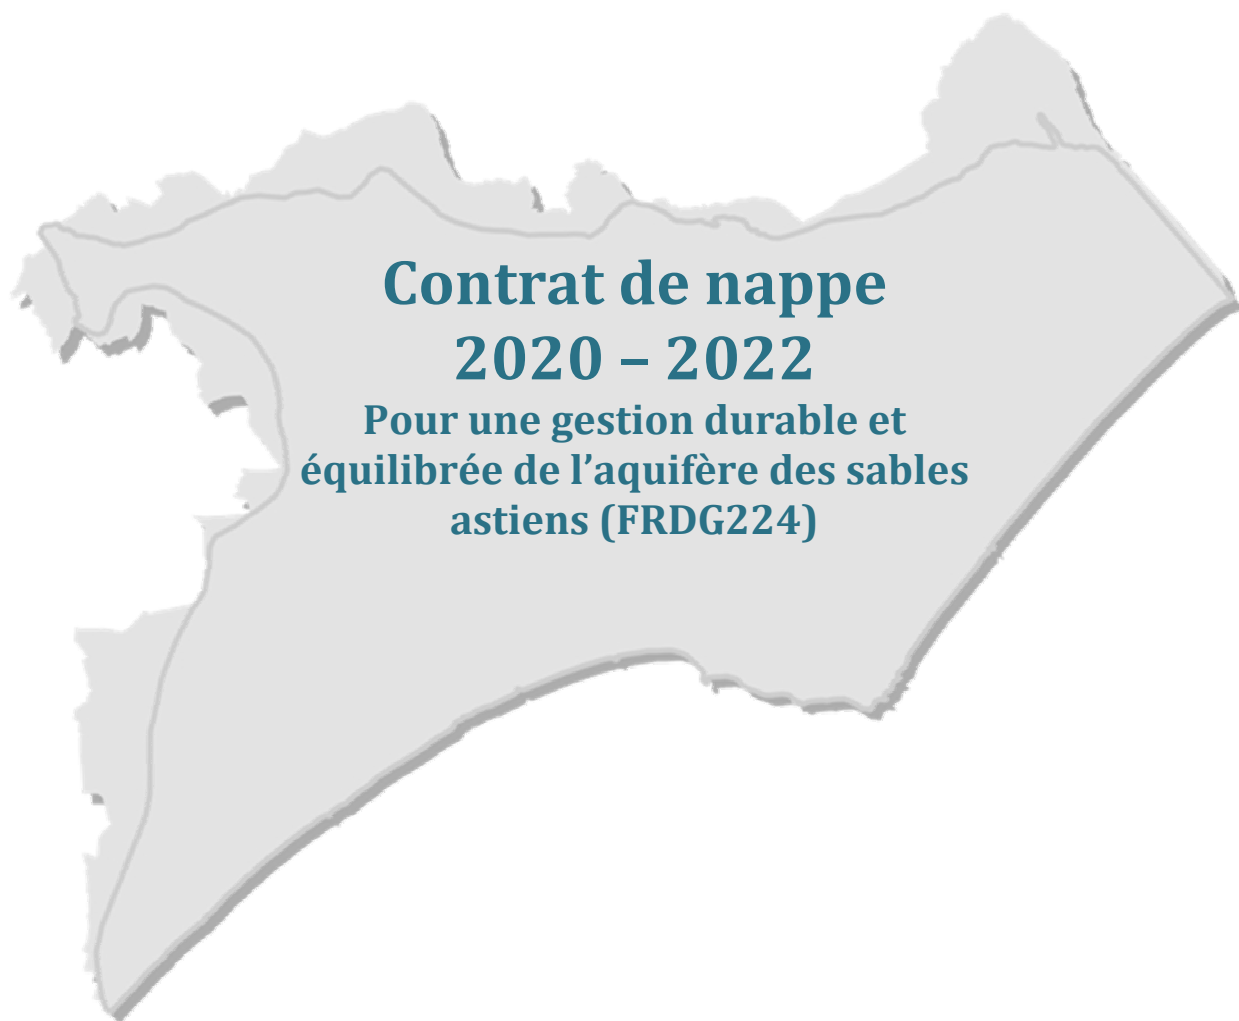 Contrat de nappe
2020 – 2022
Pour une gestion durable et
équilibrée de l’aquifère des sables
astiens (FRDG224)